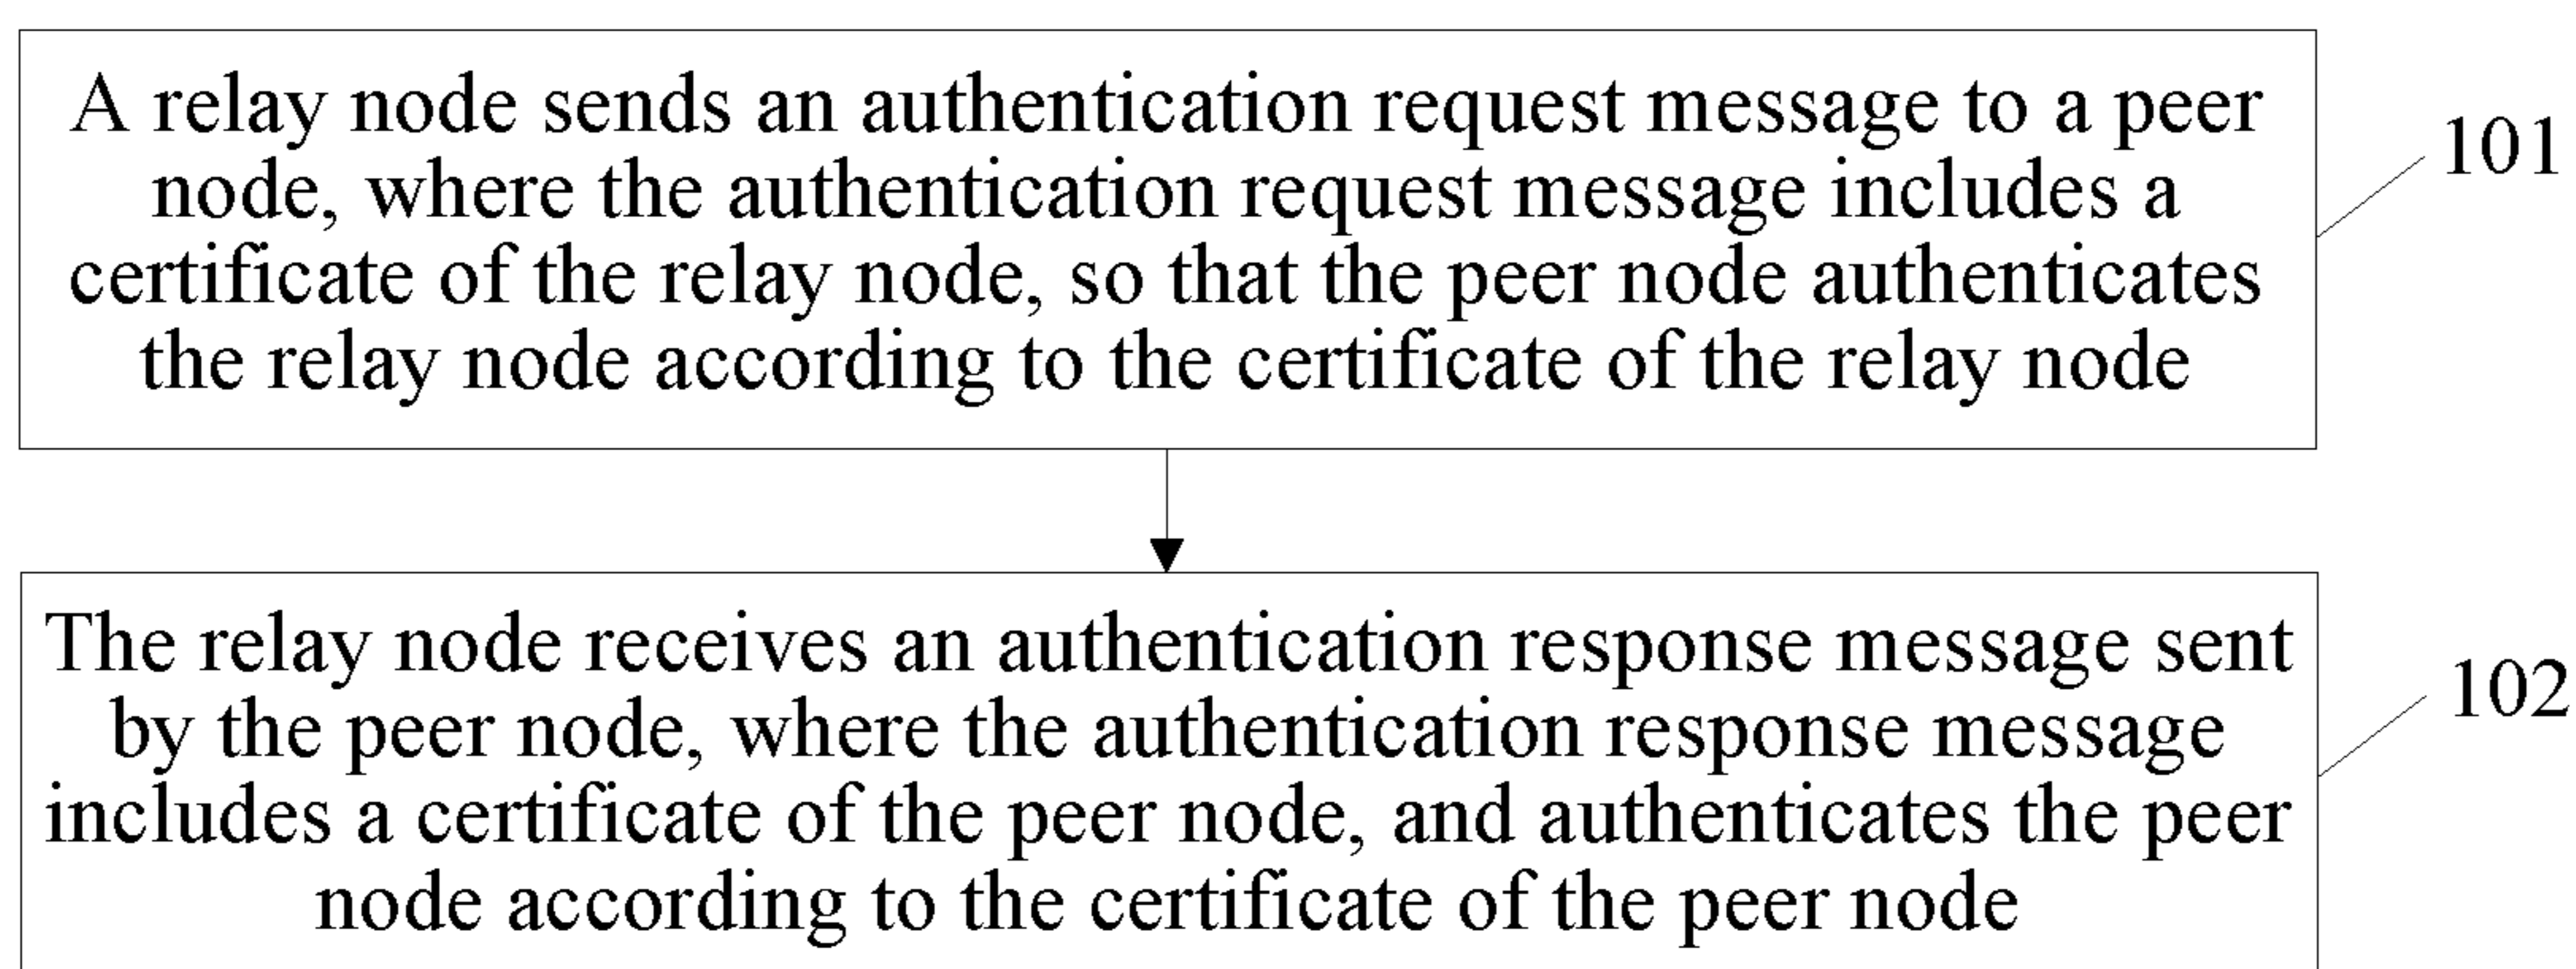 A relay node sends an authentication request message to a peer
node, where the authentication request message includes a
certificate of the relay node, so that the peer node authenticates
the relay node according to the certificate of the relay node
101
The relay node receives an authentication response message sent
by the peer node, where the authentication response message
includes a certificate of the peer node, and authenticates the peer
node according to the certificate of the peer node
102